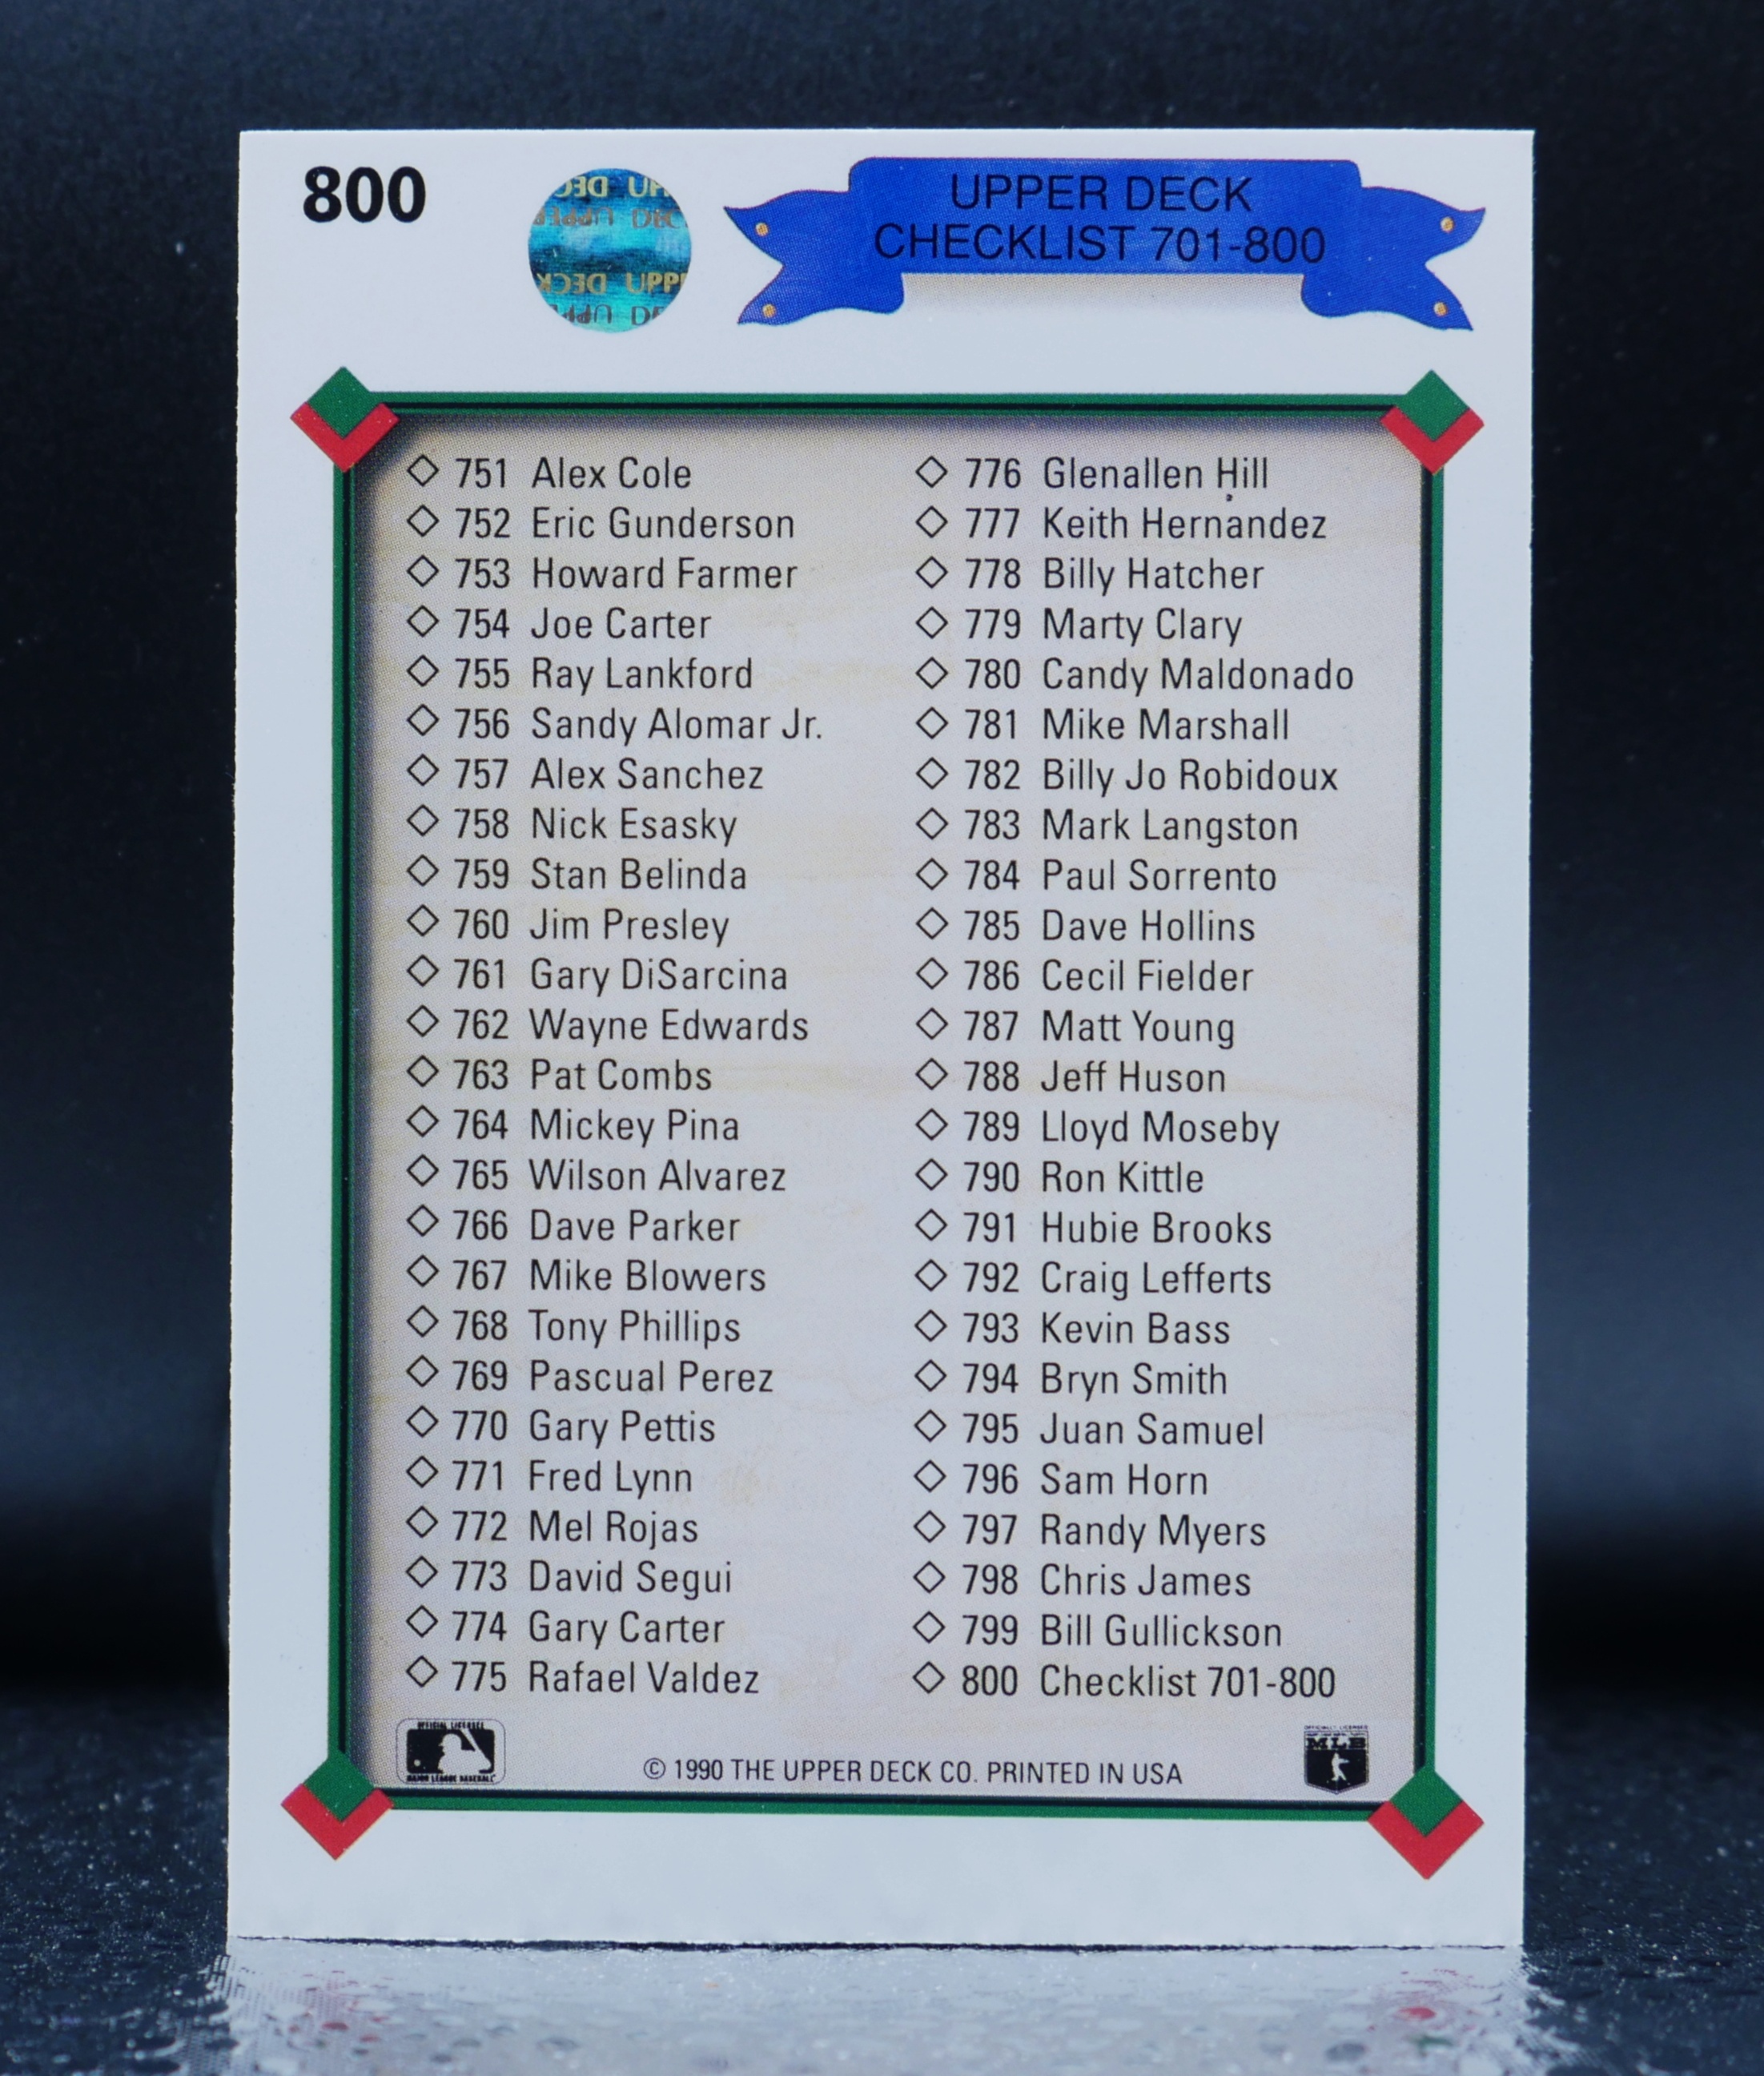 800
UPPER DECK
CHECKLIST 701-800
751 Alex Cole
752 Eric Gunderson
753 Howard Farmer
754 Joe Carter
755 Ray Lankford
756 Sandy Alomar Jr.
757 Alex Sanchez
758 Nick Esasky
759 Stan Belinda
760 Jim Presley
761 Gary DiSarcina
762 Wayne Edwards
763 Pat Combs
764 Mickey Pina
765 Wilson Alvarez
766 Dave Parker
767 Mike Blowers
768 Tony Phillips
769 Pascual Perez
770 Gary Pettis
771 Fred Lynn
772 Mel Rojas
773 David Segui
774 Gary Carter
775 Rafael Valdez
776 Glenallen Hill
777 Keith Hernandez
778 Billy Hatcher
779 Marty Clary
780 Candy Maldonado
781 Mike Marshall
782 Billy Jo Robidoux
783 Mark Langston
784 Paul Sorrento
785 Dave Hollins
786 Cecil Fielder
787 Matt Young
788 Jeff Huson
789 Lloyd Moseby
790 Ron Kittle
791 Hubie Brooks
792 Craig Lefferts
793 Kevin Bass
794 Bryn Smith
795 Juan Samuel
796 Sam Horn
797 Randy Myers
798 Chris James
799 Bill Gullickson
800 Checklist 701-800
MLB
© 1990 THE UPPER DECK CO. PRINTED IN USA